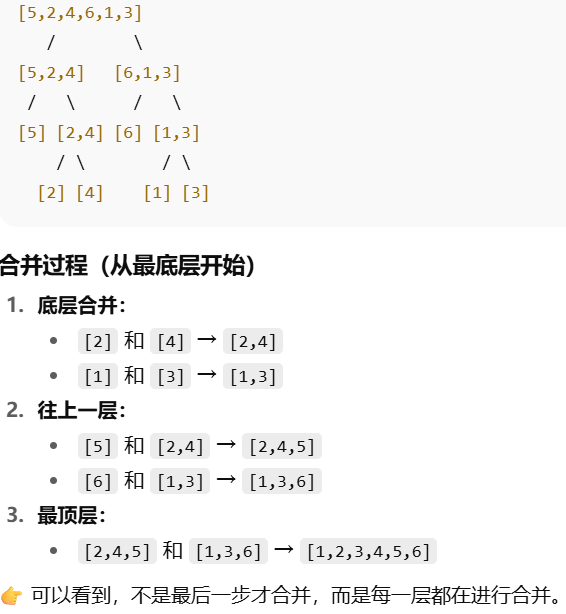 [5,2,4,6,1,3]
/ \
[5,2,4] [6,1,3]
/ \ / \
[5] [2,4] [6] [1,3]
/ \ / \
[2] [4] [1] [3]
合并过程（从最底层开始）
1. 底层合并：
• [2] 和 [4] → [2,4]
• [1] 和 [3] → [1,3]
2. 往上一层：
• [5] 和 [2,4] → [2,4,5]
• [6] 和 [1,3] → [1,3,6]
3. 最顶层：
• [2,4,5] 和 [1,3,6] → [1,2,3,4,5,6]
👉 可以看到，不是最后一步才合并，而是每一层都在进行合并。